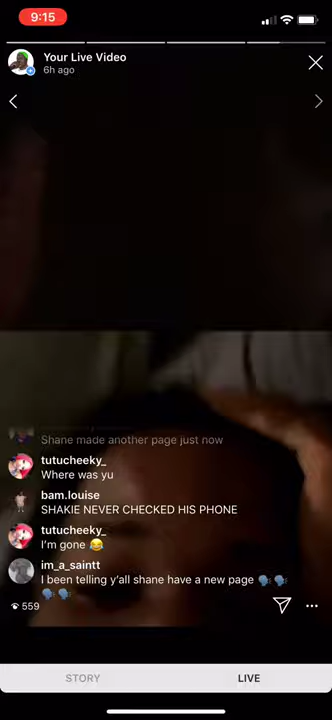 9:15
Your Live Video
6h ago
Shane made another page just now
tutucheeky_
Where was yu
bam.louise
SHAKIE NEVER CHECKED HIS PHONE
tutucheeky_
I'm gone 😂
im_a_saintt
I been telling y'all shane have a new page 🗣️🗣️
🗣️🗣️
559
STORY
LIVE